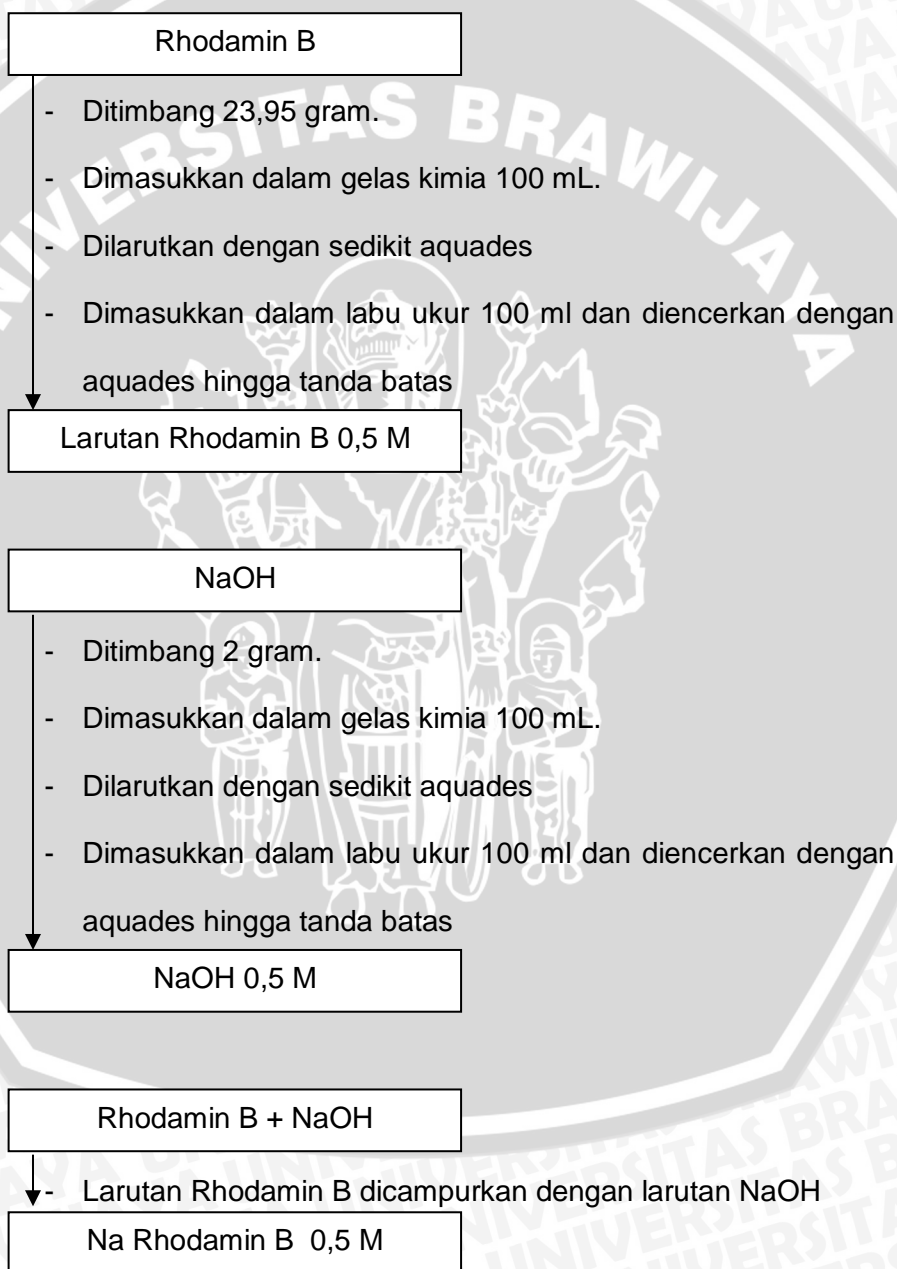 Rhodamin B
- Ditimbang 23,95 gram.
- Dimasukkan dalam gelas kimia 100 mL.
- Dilarutkan dengan sedikit aquades
- Dimasukkan dalam labu ukur 100 ml dan diencerkan dengan
aquades hingga tanda batas
Larutan Rhodamin B 0,5 M
NaOH
- Ditimbang 2 gram.
- Dimasukkan dalam gelas kimia 100 mL.
- Dilarutkan dengan sedikit aquades
- Dimasukkan dalam labu ukur 100 ml dan diencerkan dengan
aquades hingga tanda batas
NaOH 0,5 M
Rhodamin B + NaOH
- Larutan Rhodamin B dicampurkan dengan larutan NaOH
Na Rhodamin B 0,5 M
UNIVERSITAS BRAWIJAYA